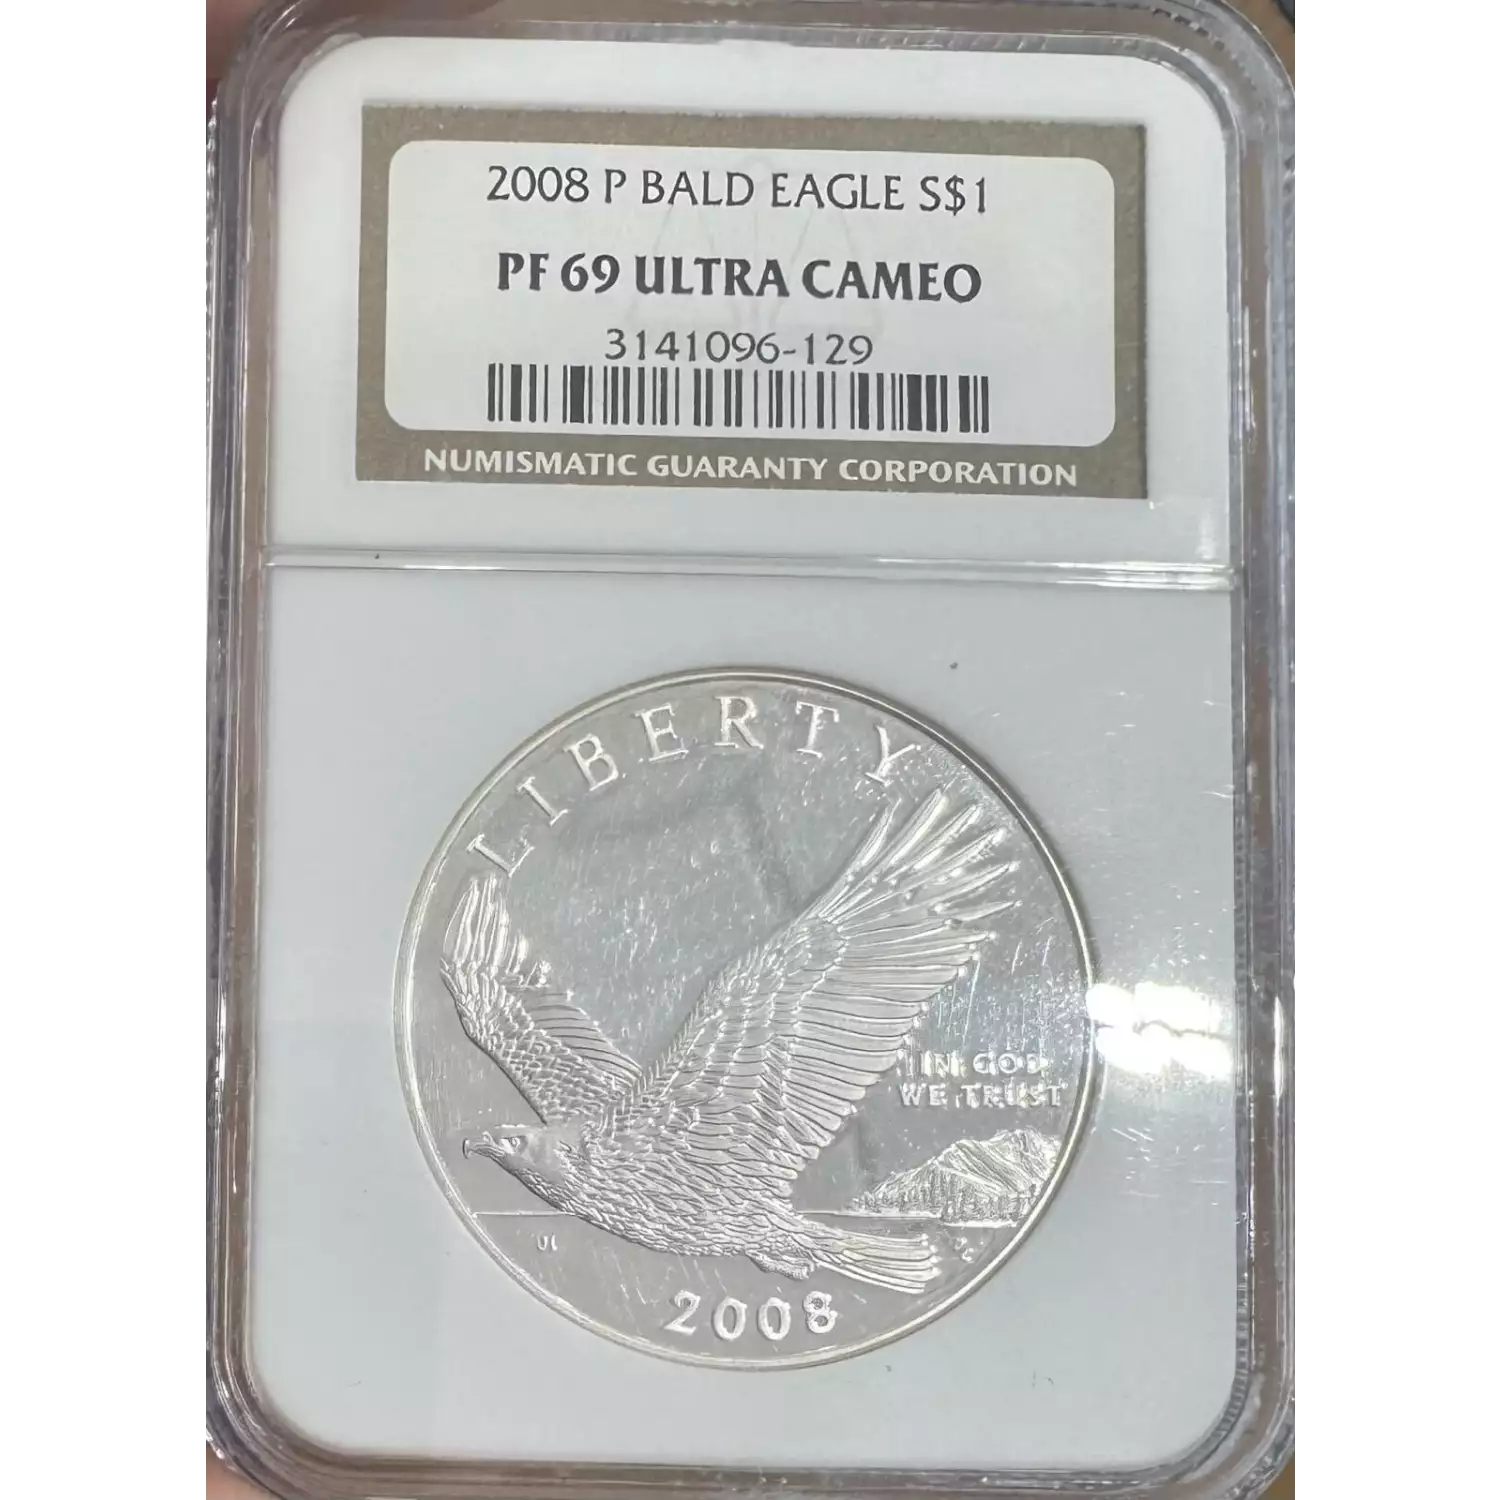 2008 P BALD EAGLE S$1
PF 69 ULTRA CAMEO
3141096-129
NUMISMATIC GUARANTY CORPORATION
LIBERTY
IN GOD
WE TRUST
2008